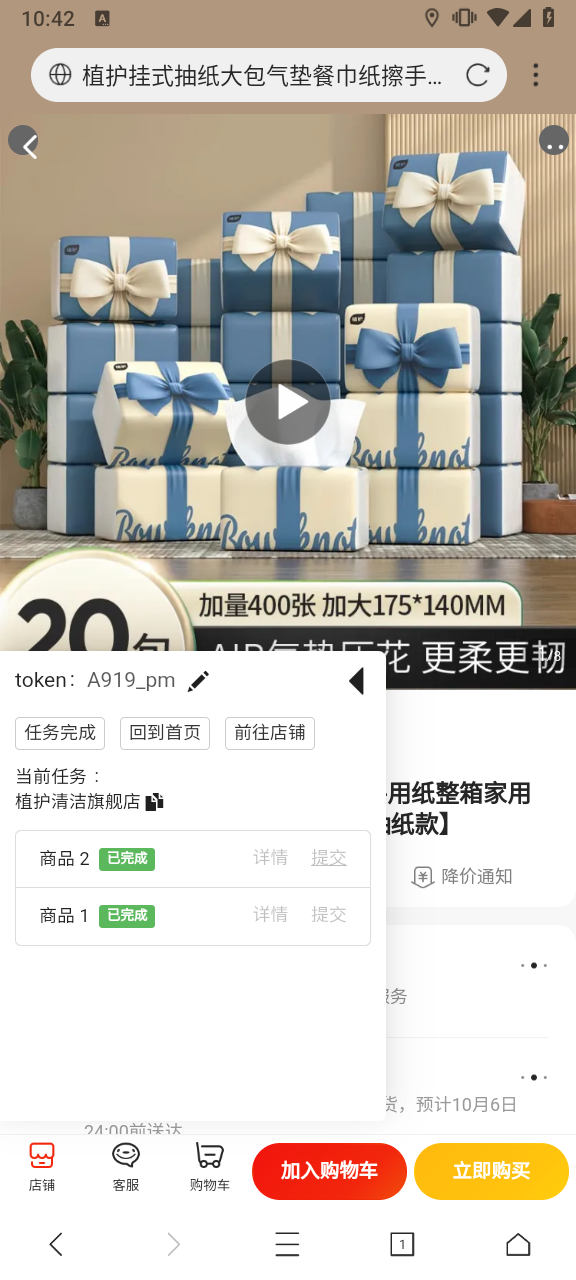 10:42
植护挂式抽纸大包气垫餐巾纸擦手...
Bowknot
加量400张 加大175*140MM
20包
AIR气垫压花 更柔更韧
token： A919_pm
任务完成 回到首页 前往店铺
当前任务：
植护清洁旗舰店
商品 2 已完成 详情 提交
商品 1 已完成 详情 提交
用纸整箱家用
纸款】
降价通知
服务
货，预计10月6日
24:00前送达
店铺 客服 购物车 加入购物车 立即购买
1